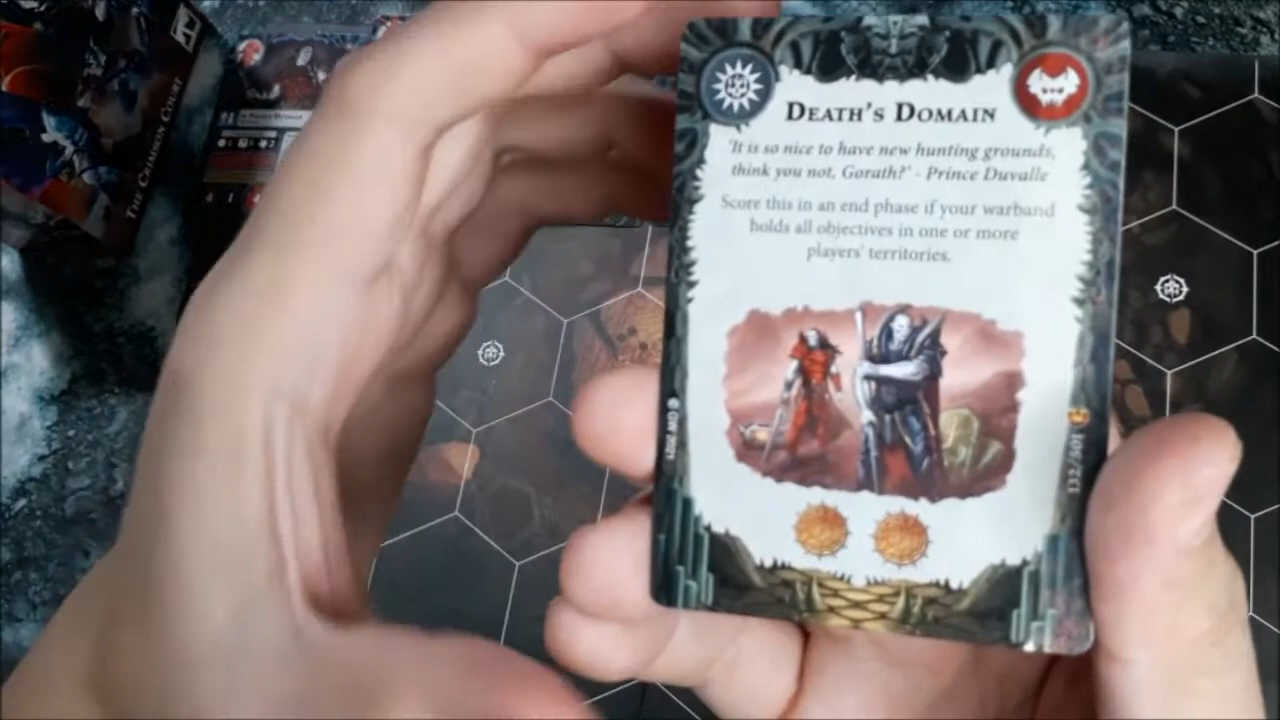 THE CRIMSON COURT
DEATH'S DOMAIN
'It is so nice to have new hunting grounds,
think you not, Gorath?' - Prince Duvalle
Score this in an end phase if your warband
holds all objectives in one or more
players' territories.
© GW 2021